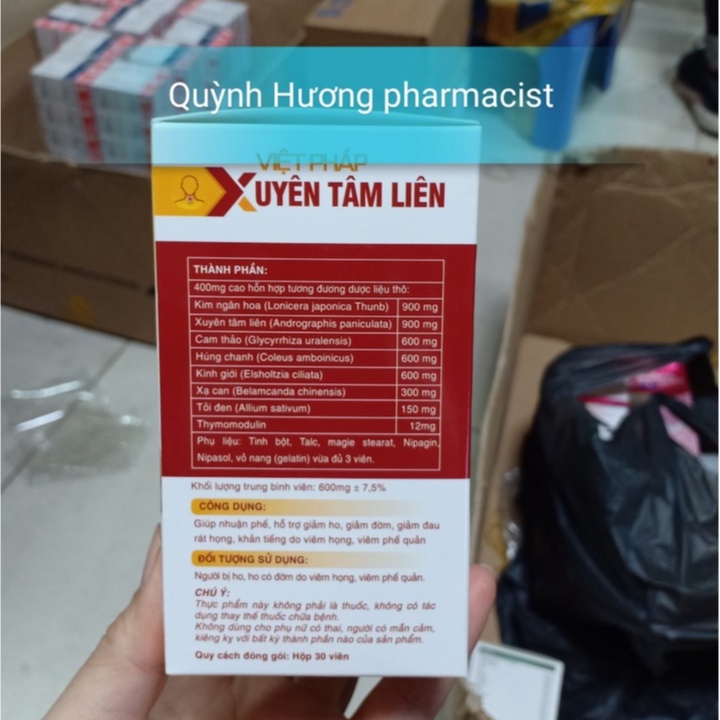 Quỳnh Hương pharmacist
VIỆT PHÁP
XUYÊN TÂM LIÊN
THÀNH PHẦN:
400mg cao hỗn hợp tương đương dược liệu thô:
Kim ngân hoa (Lonicera japonica Thunb) 900 mg
Xuyên tâm liên (Andrographis paniculata) 900 mg
Cam thảo (Glycyrrhiza uralensis) 600 mg
Húng chanh (Coleus amboinicus) 600 mg
Kinh giới (Elsholtzia ciliata) 600 mg
Xạ can (Belamcanda chinensis) 300 mg
Tỏi đen (Allium sativum) 150 mg
Thymomodulin 12mg
Phụ liệu: Tinh bột, Talc, magie stearat, Nipagin,
Nipasol, vỏ nang (gelatin) vừa đủ 3 viên.
Khối lượng trung bình viên: 600mg ± 7,5%
CÔNG DỤNG:
Giúp nhuận phế, hỗ trợ giảm ho, giảm đờm, giảm đau
rát họng, khản tiếng do viêm họng, viêm phế quản
ĐỐI TƯỢNG SỬ DỤNG:
Người bị ho, ho có đờm do viêm họng, viêm phế quản.
CHÚ Ý:
Thực phẩm này không phải là thuốc, không có tác
dụng thay thế thuốc chữa bệnh.
Không dùng cho phụ nữ có thai, người có mẫn cảm,
kiêng kỵ với bất kỳ thành phần nào của sản phẩm.
Quy cách đóng gói: Hộp 30 viên